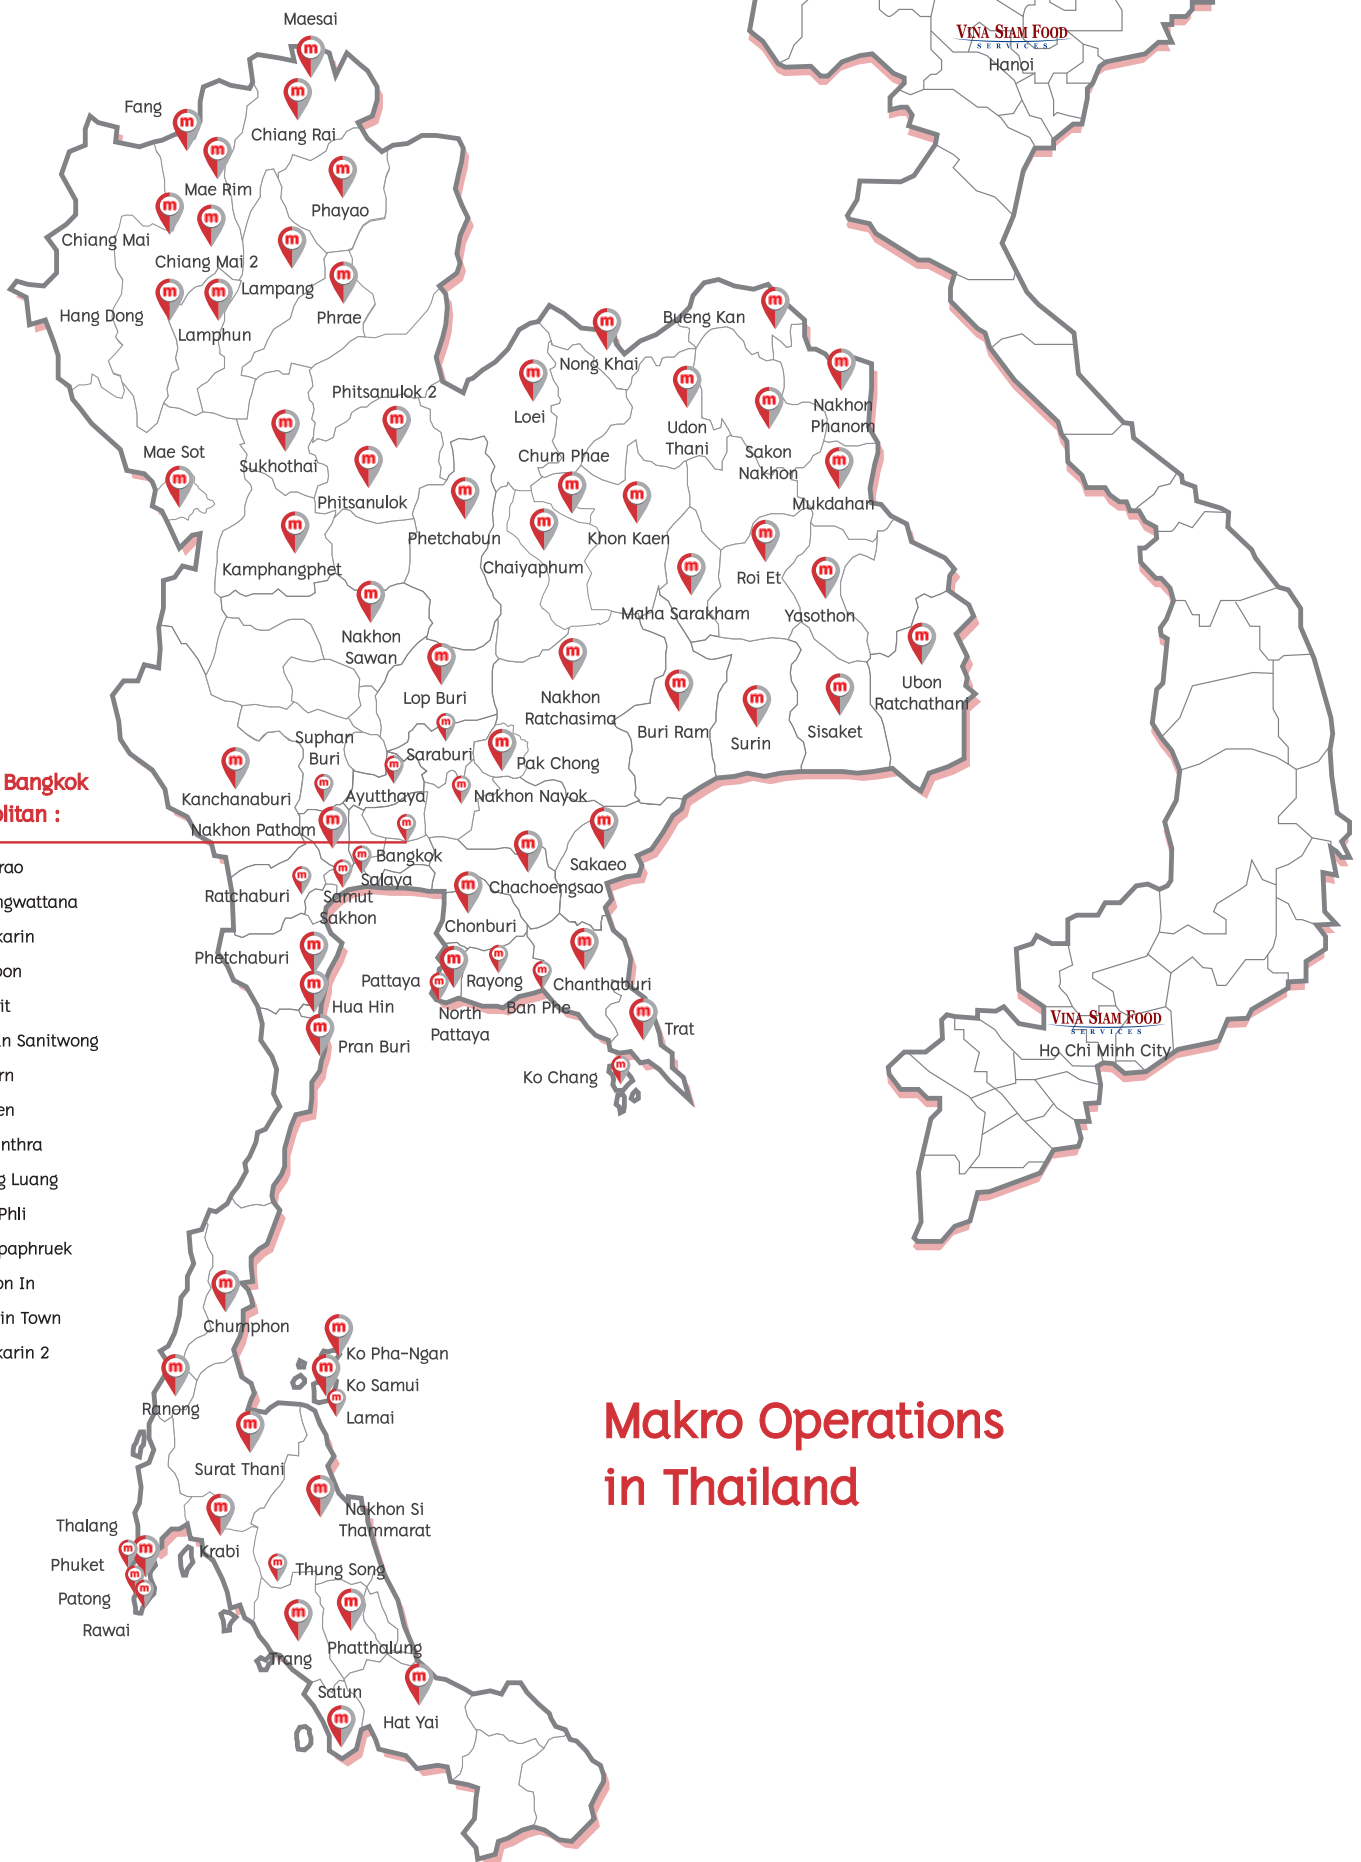 Maesai
VINA SIAM FOOD
SERVICES
Hanoi
Fang
Chiang Rai
Mae Rim
Phayao
Chiang Mai
Chiang Mai 2
Lampang
Hang Dong
Lamphun
Phrae
Bueng Kan
Nong Khai
Phitsanulok 2
Loei
Nakhon
Phanom
Udon
Thani
Sakon
Nakhon
Mae Sot
Sukhothai
Chum Phae
Phitsanulok
Mukdahan
Phetchabun
Khon Kaen
Kamphangphet
Chaiyaphum
Roi Et
Maha Sarakham
Yasothon
Nakhon
Sawan
Lop Buri
Nakhon
Ratchasima
Ubon
Ratchathani
Buri Ram
Surin
Sisaket
Suphan
Buri
Saraburi
Pak Chong
Kanchanaburi
Ayutthaya
Nakhon Nayok
Bangkok
litan :
Nakhon Pathom
Bangkok
Sakaeo
Salaya
Chachoengsao
Ratchaburi
Samut
Sakhon
Chonburi
Phetchaburi
Pattaya
Rayong
Chanthaburi
Hua Hin
North
Pattaya
Ban Phe
Trat
Pran Buri
Ko Chang
VINA SIAM FOOD
SERVICES
Ho Chi Minh City
rao
ngwattana
karin
oon
it
n Sanitwong
rn
en
nthra
g Luang
Phli
paphruek
on In
in Town
karin 2
Chumphon
Ko Pha-Ngan
Ko Samui
Lamai
Ranong
Surat Thani
Nakhon Si
Thammarat
Thalang
Krabi
Phuket
Thung Song
Patong
Rawai
Phatthalung
Trang
Satun
Hat Yai
Makro Operations
in Thailand